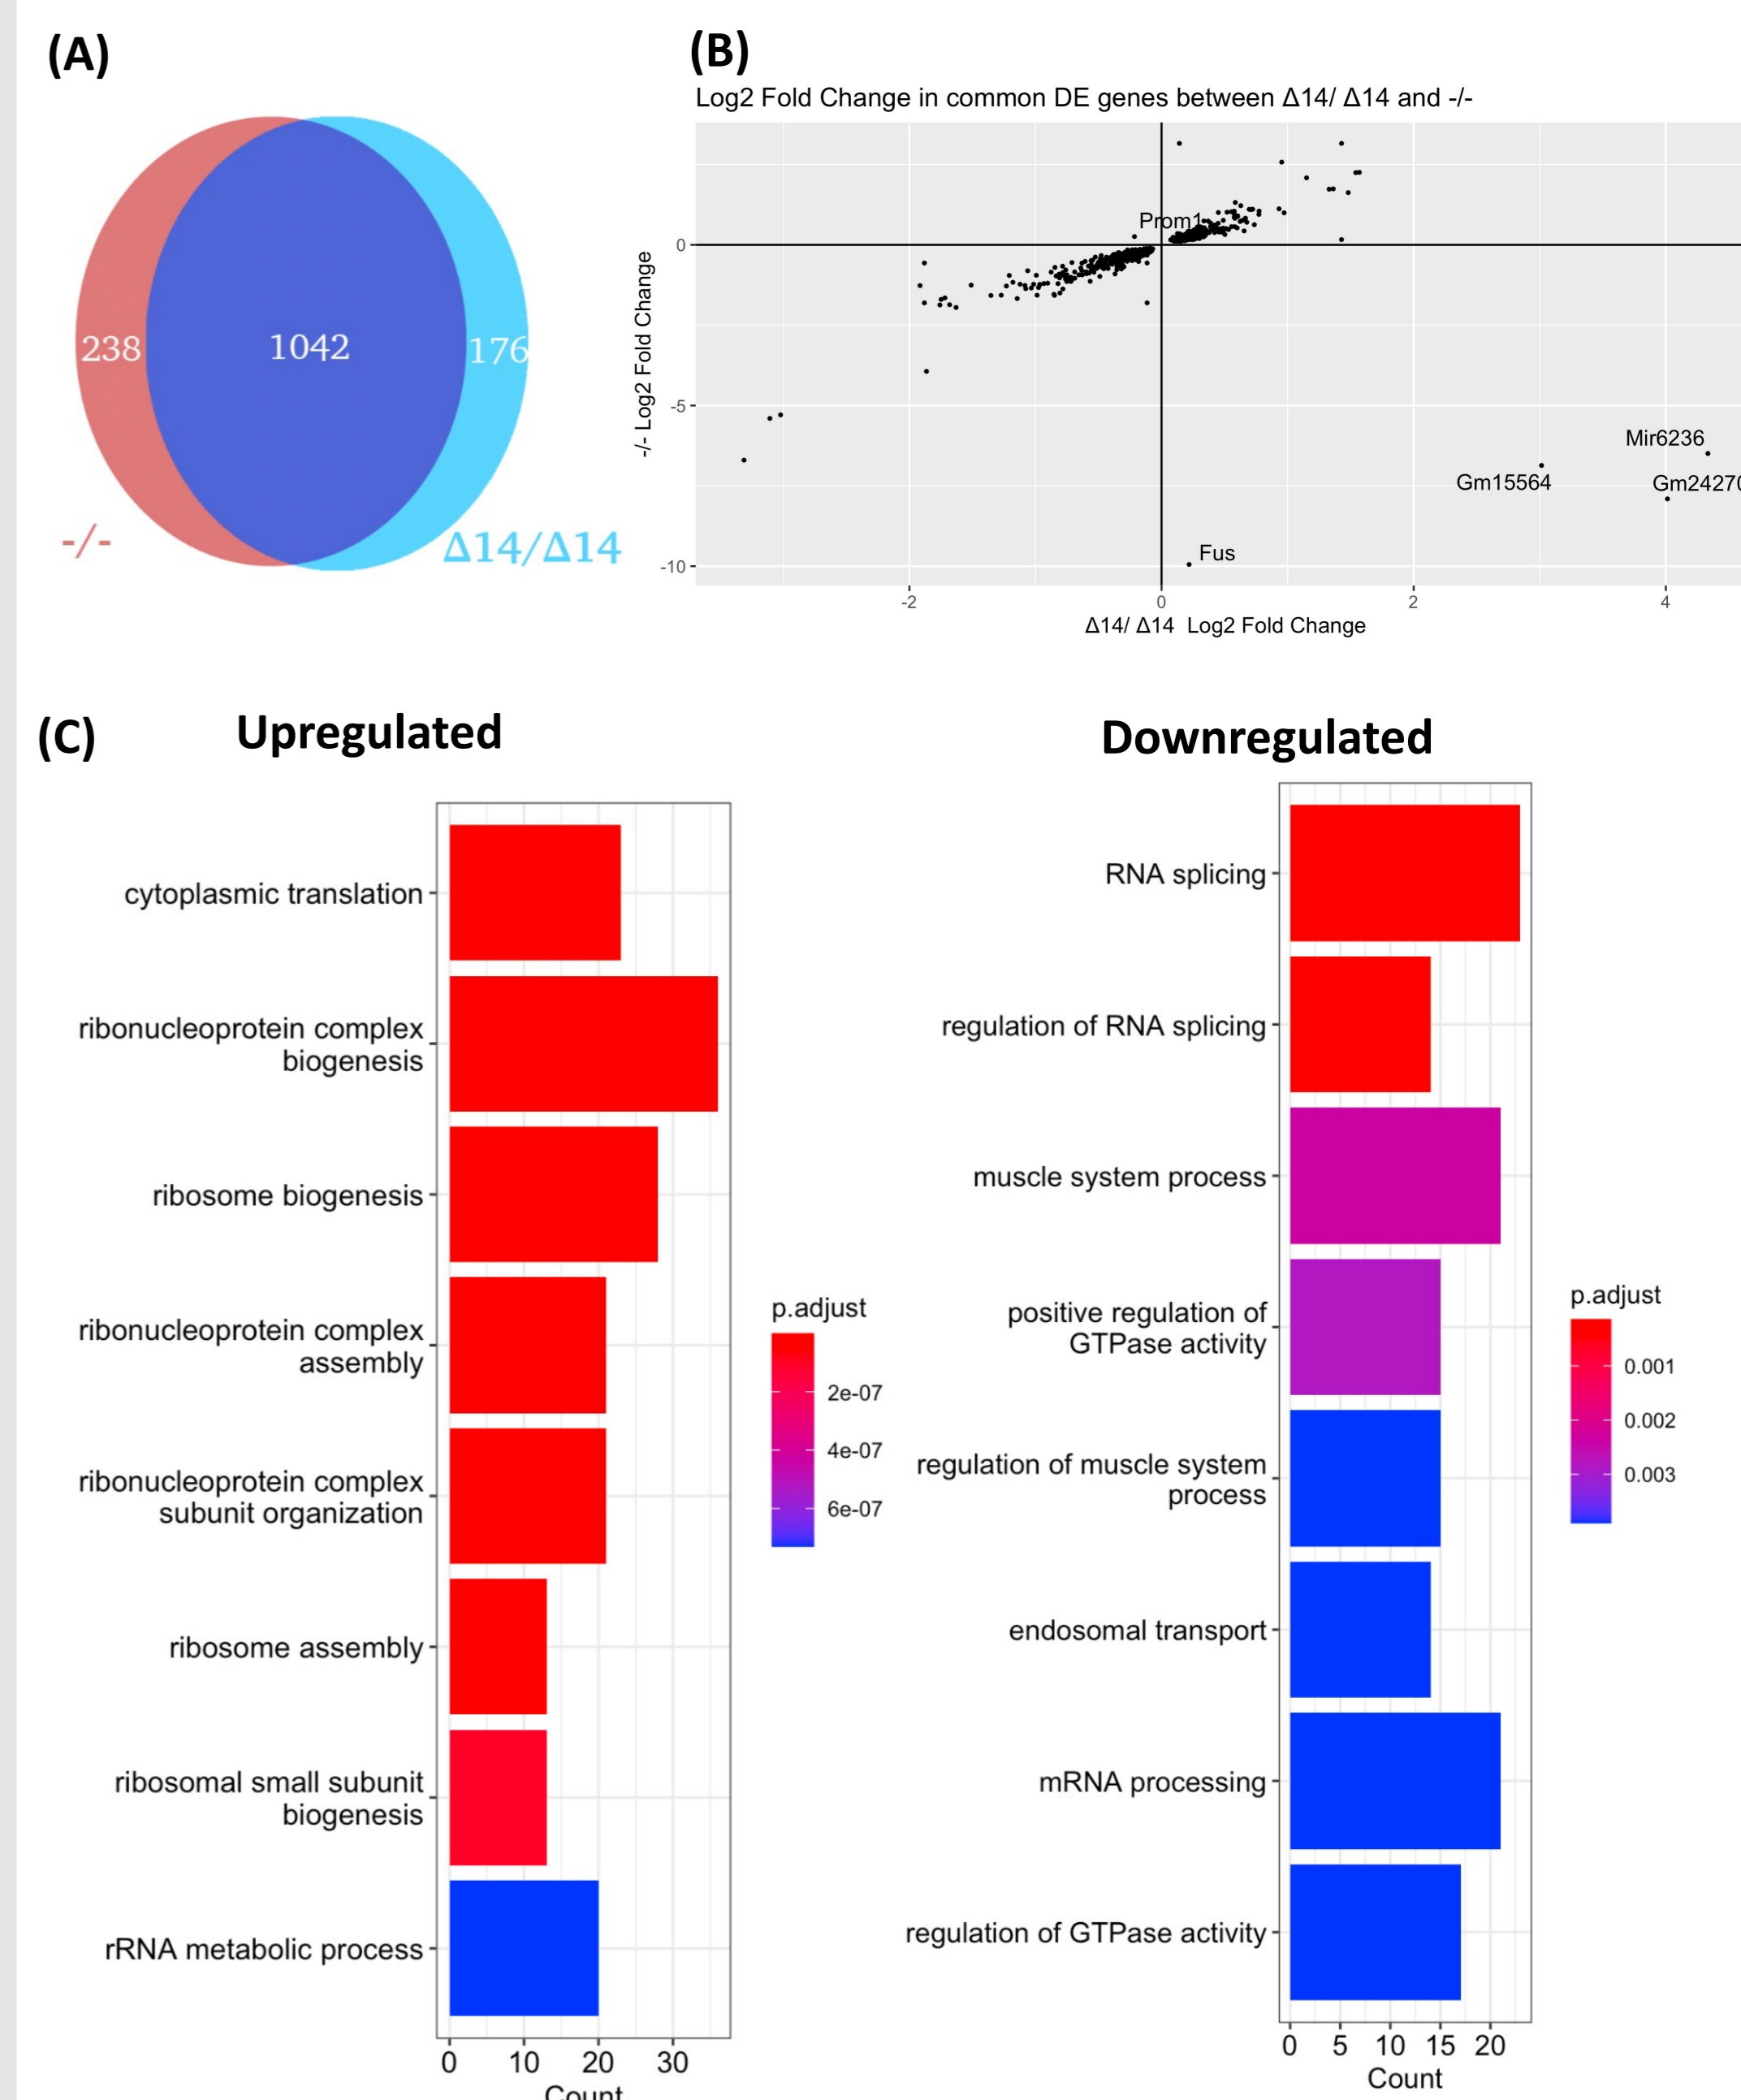 (A)
238
1042
176
-/-
Δ14/Δ14
(B)
Log2 Fold Change in common DE genes between Δ14/ Δ14 and -/-
-/- Log2 Fold Change
0
-5
-10
Prom1
Mir6236
Gm15564
Gm24270
Fus
-2
0
2
4
Δ14/ Δ14 Log2 Fold Change
(C)
Upregulated
cytoplasmic translation
ribonucleoprotein complex
biogenesis
ribosome biogenesis
ribonucleoprotein complex
assembly
ribonucleoprotein complex
subunit organization
ribosome assembly
ribosomal small subunit
biogenesis
rRNA metabolic process
0
10
20
30
Count
p.adjust
2e-07
4e-07
6e-07
Downregulated
RNA splicing
regulation of RNA splicing
muscle system process
positive regulation of
GTPase activity
regulation of muscle system
process
endosomal transport
mRNA processing
regulation of GTPase activity
0
5
10
15
20
Count
p.adjust
0.001
0.002
0.003